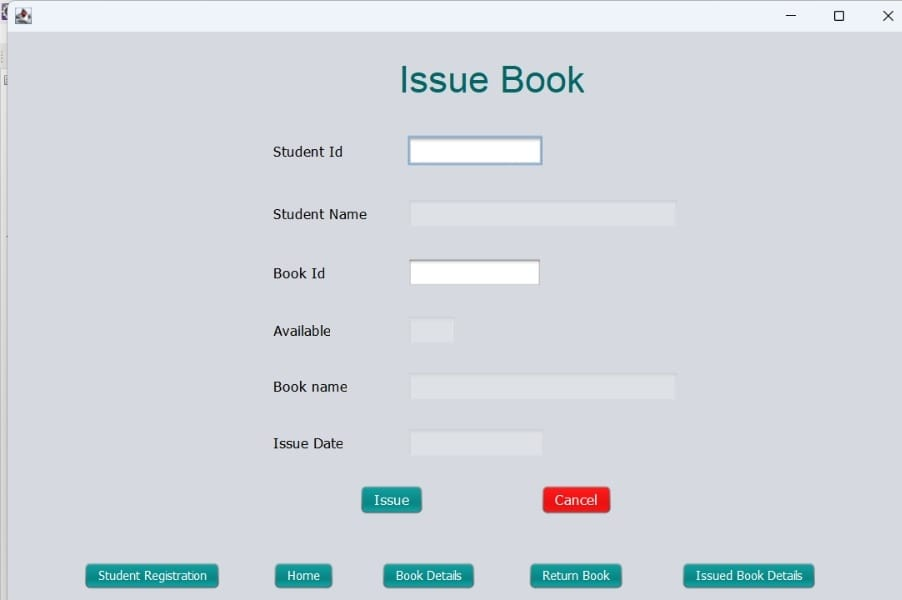 Issue Book
Student Id
Student Name
Book Id
Available
Book name
Issue Date
Issue Cancel
Student Registration Home Book Details Return Book Issued Book Details